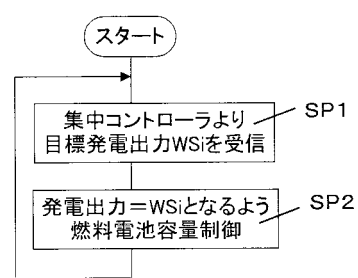 スタート
集中コントローラより
目標発電出力WSiを受信
SP1
発電出力＝WSiとなるよう
燃料電池容量制御
SP2